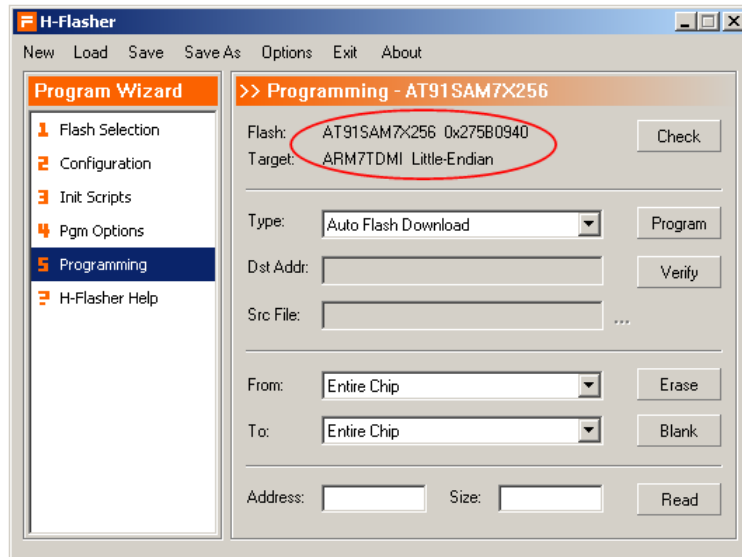 H-Flasher
New Load Save Save As Options Exit About
Program Wizard
1 Flash Selection
2 Configuration
3 Init Scripts
4 Pgm Options
5 Programming
? H-Flasher Help
>> Programming - AT91SAM7X256
Flash: AT91SAM7X256 0x275B0940
Check
Target: ARM7TDMI Little-Endian
Type: Auto Flash Download Program
Dst Addr: Verify
Src File: ...
From: Entire Chip Erase
To: Entire Chip Blank
Address: Size: Read